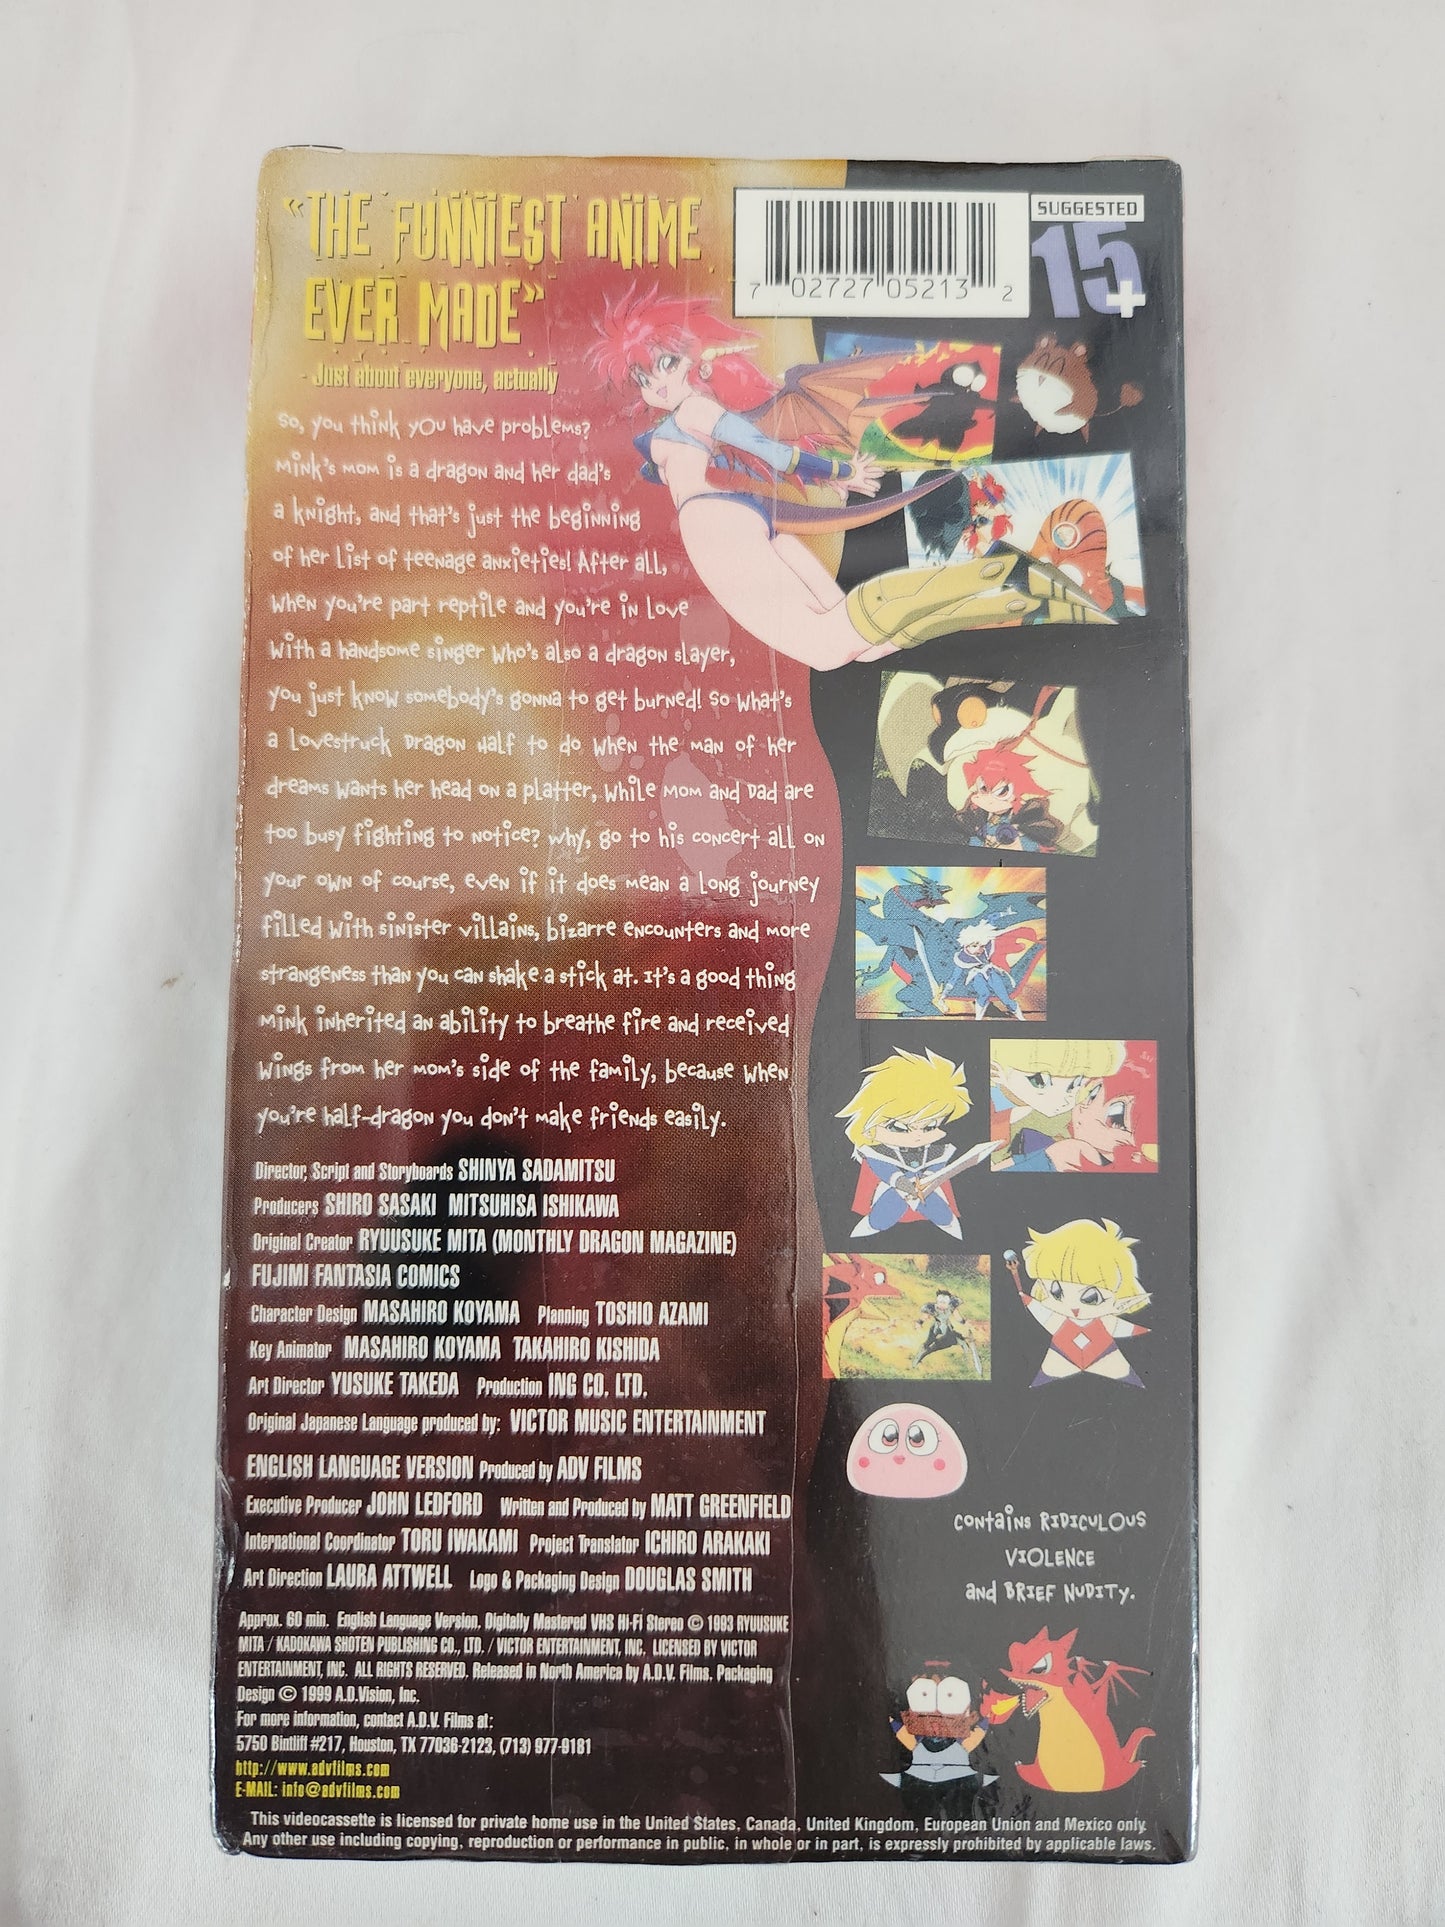 "THE FUNNIEST ANIME
EVER MADE"
- Just about everyone, actually
So, you think you have problems?
Mink's mom is a dragon and her dad's
a knight, and that's just the beginning
of her list of teenage anxieties! After all,
when you're part reptile and you're in love
with a handsome singer who's also a dragon slayer,
you just know somebody's gonna to get burned! So what's
a lovestruck Dragon Half to do when the man of her
dreams wants her head on a platter, while Mom and Dad are
too busy fighting to notice? Why, go to his concert all on
your own of course, even if it does mean a long journey
filled with sinister villains, bizarre encounters and more
strangeness than you can shake a stick at. It's a good thing
Mink inherited an ability to breathe fire and received
wings from her mom's side of the family, because when
you're half-dragon you don't make friends easily.
Director, Script and Storyboards SHINYA SADAMITSU
Producers SHIRO SASAKI MITSUHISA ISHIKAWA
Original Creator RYUUSUKE MITA (MONTHLY DRAGON MAGAZINE)
FUJIMI FANTASIA COMICS
Character Design MASAHIRO KOYAMA Planning TOSHIO AZAMI
Key Animator MASAHIRO KOYAMA TAKAHIRO KISHIDA
Art Director YUSUKE TAKEDA Production ING CO. LTD.
Original Japanese Language produced by: VICTOR MUSIC ENTERTAINMENT
ENGLISH LANGUAGE VERSION Produced by ADV FILMS
Executive Producer JOHN LEDFORD Written and Produced by MATT GREENFIELD
International Coordinator TORU IWAKAMI Project Translator ICHIRO ARAKAKI
Art Direction LAURA ATTWELL Logo & Packaging Design DOUGLAS SMITH
Approx. 60 min. English Language Version. Digitally Mastered VHS Hi-Fi Stereo © 1993 RYUUSUKE
MITA / KADOKAWA SHOTEN PUBLISHING CO., LTD. / VICTOR ENTERTAINMENT, INC. LICENSED BY VICTOR
ENTERTAINMENT, INC. ALL RIGHTS RESERVED. Released in North America by A.D.V. Films. Packaging
Design © 1999 A.D.Vision, Inc.
For more information, contact A.D.V. Films at:
5750 Bintliff #217, Houston, TX 77036-2123, (713) 977-9181
http://www.advfilms.com
E-MAIL: info@advfilms.com
This videocassette is licensed for private home use in the United States, Canada, United Kingdom, European Union and Mexico only.
Any other use including copying, reproduction or performance in public, in whole or in part, is expressly prohibited by applicable laws.
7 02727 05213 2
SUGGESTED
15+
Contains RIDICULOUS
VIOLENCE
and BRIEF NUDITY.